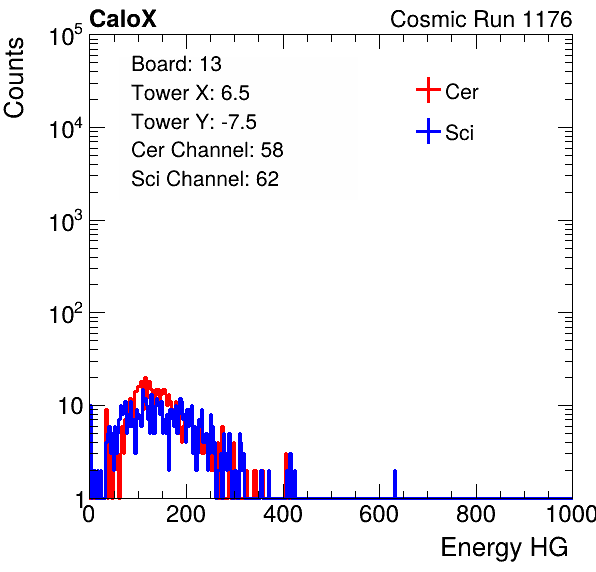 CaloX Cosmic Run 1176
Counts
Board: 13
Tower X: 6.5
Tower Y: -7.5
Cer Channel: 58
Sci Channel: 62
Cer
Sci
10^5
10^4
10^3
10^2
10
1
0 200 400 600 800 1000
Energy HG